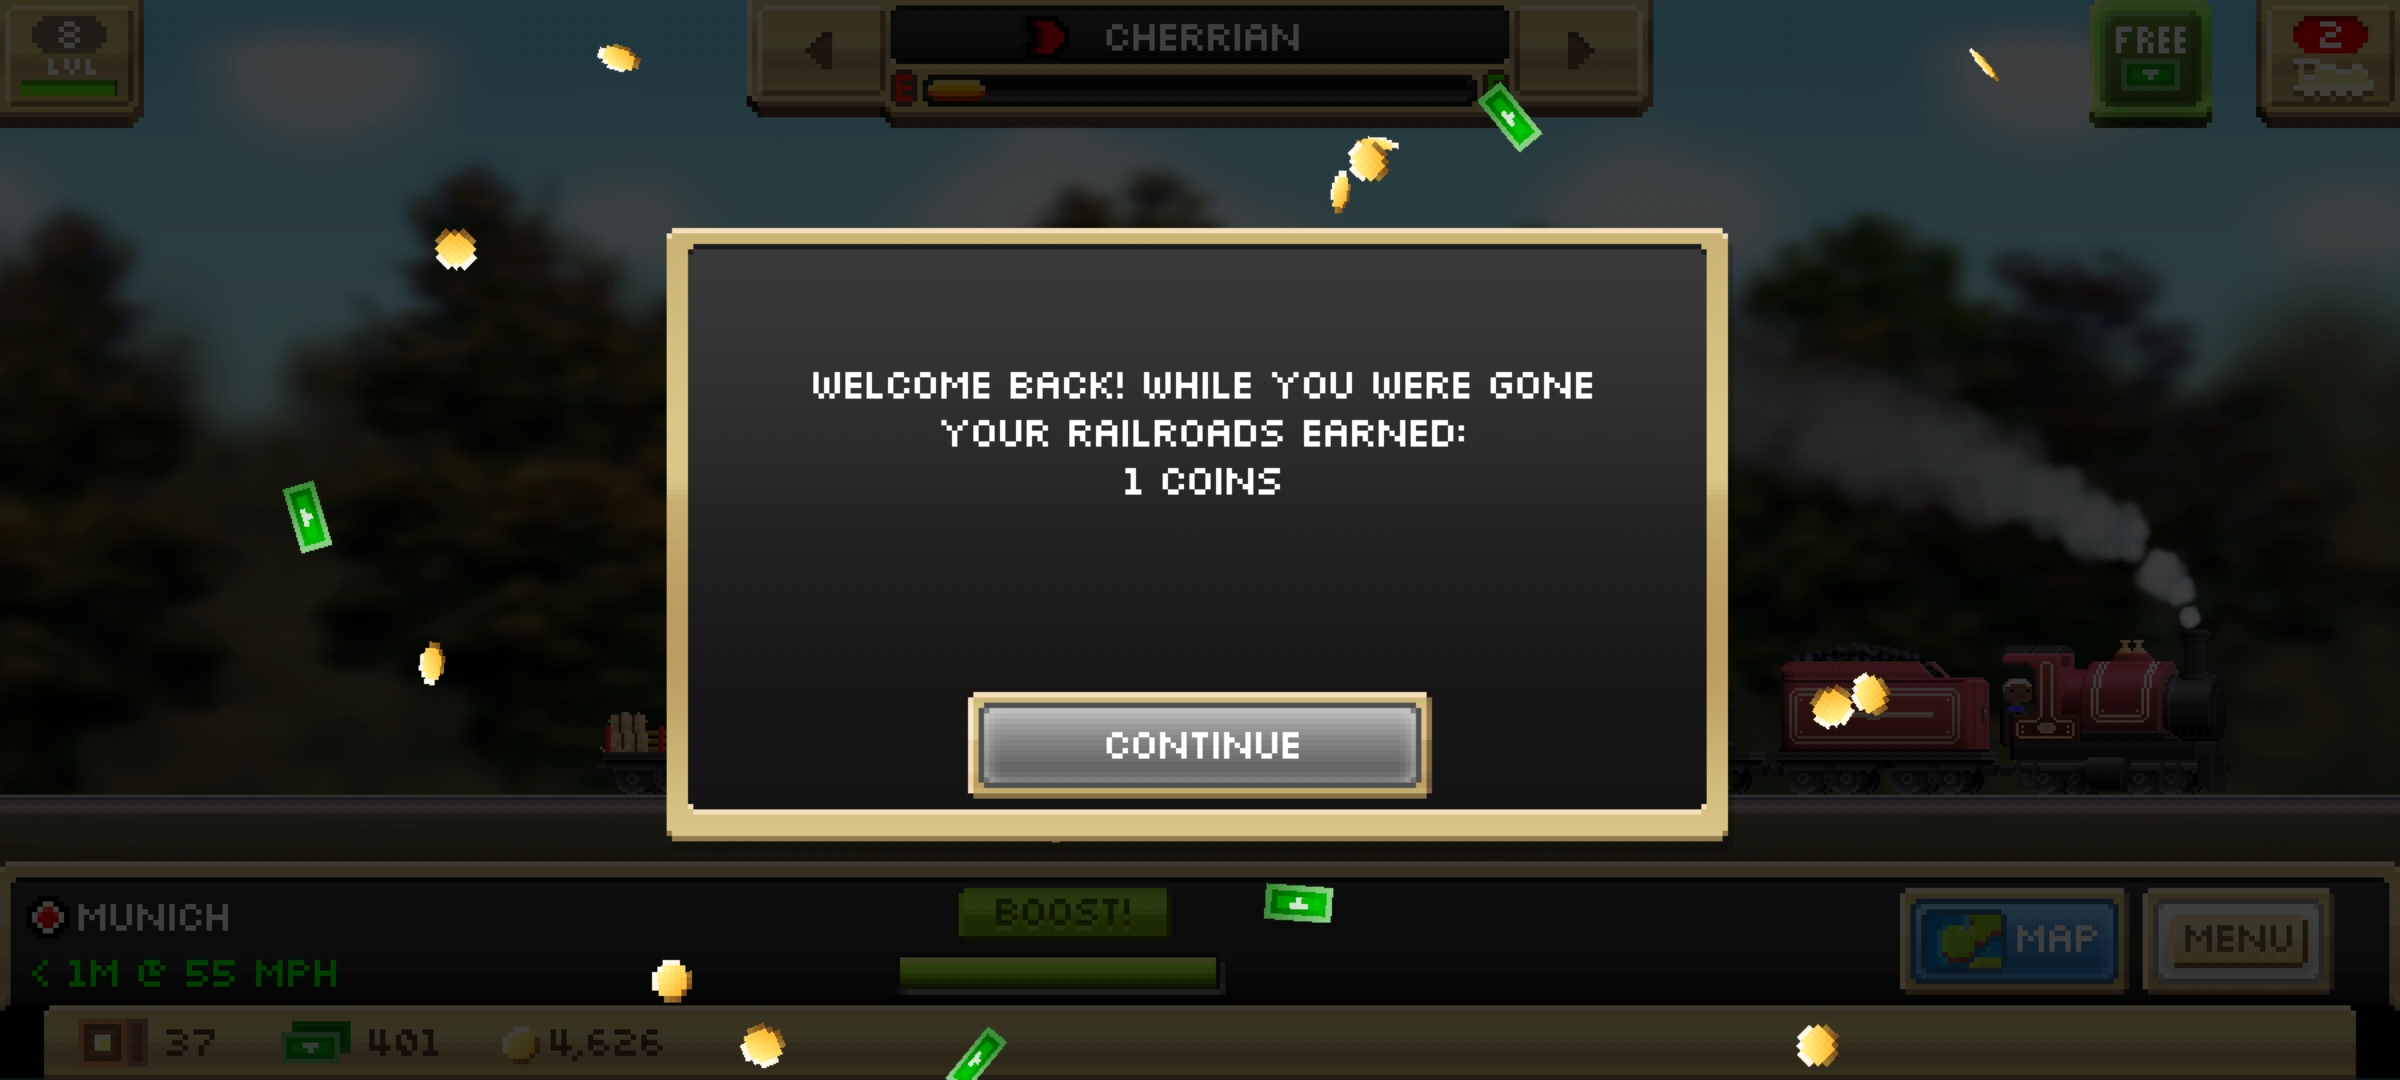 8
LVL
CHERRIAN
E
FREE
2
WELCOME BACK! WHILE YOU WERE GONE
YOUR RAILROADS EARNED:
1 COINS
CONTINUE
MUNICH
< 1M @ 55 MPH
BOOST!
MAP
MENU
37
401
4,626